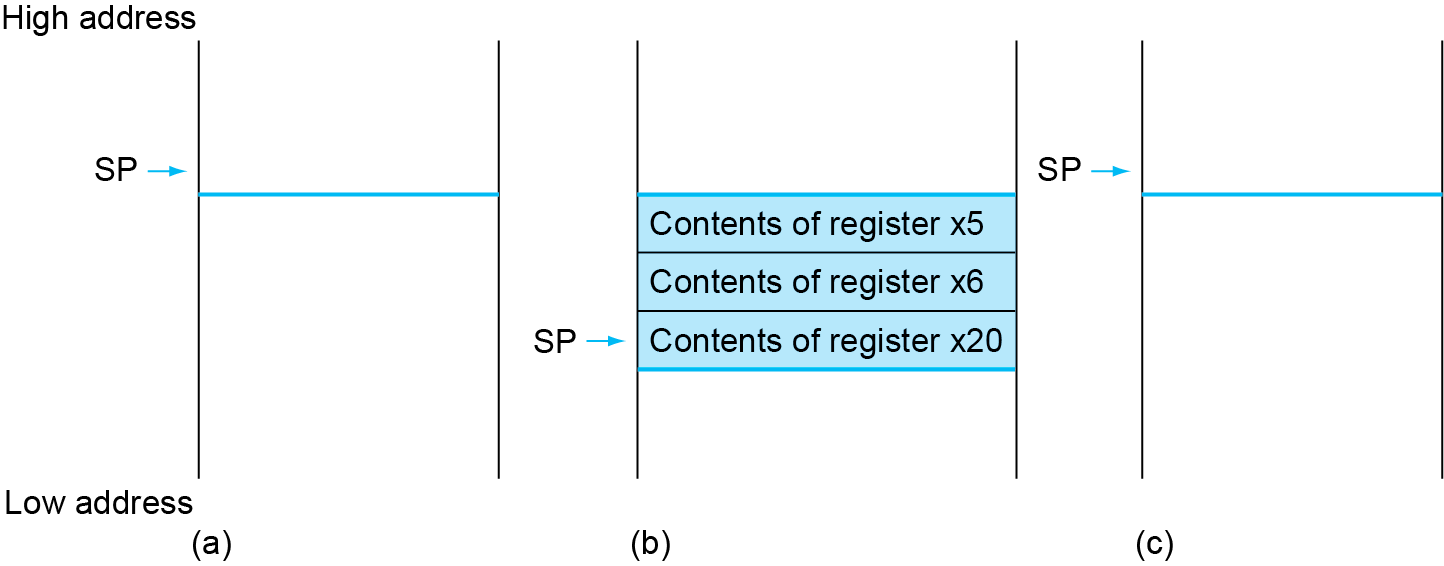 High address
SP
SP
Contents of register x5
Contents of register x6
SP
Contents of register x20
Low address
(a)
(b)
(c)